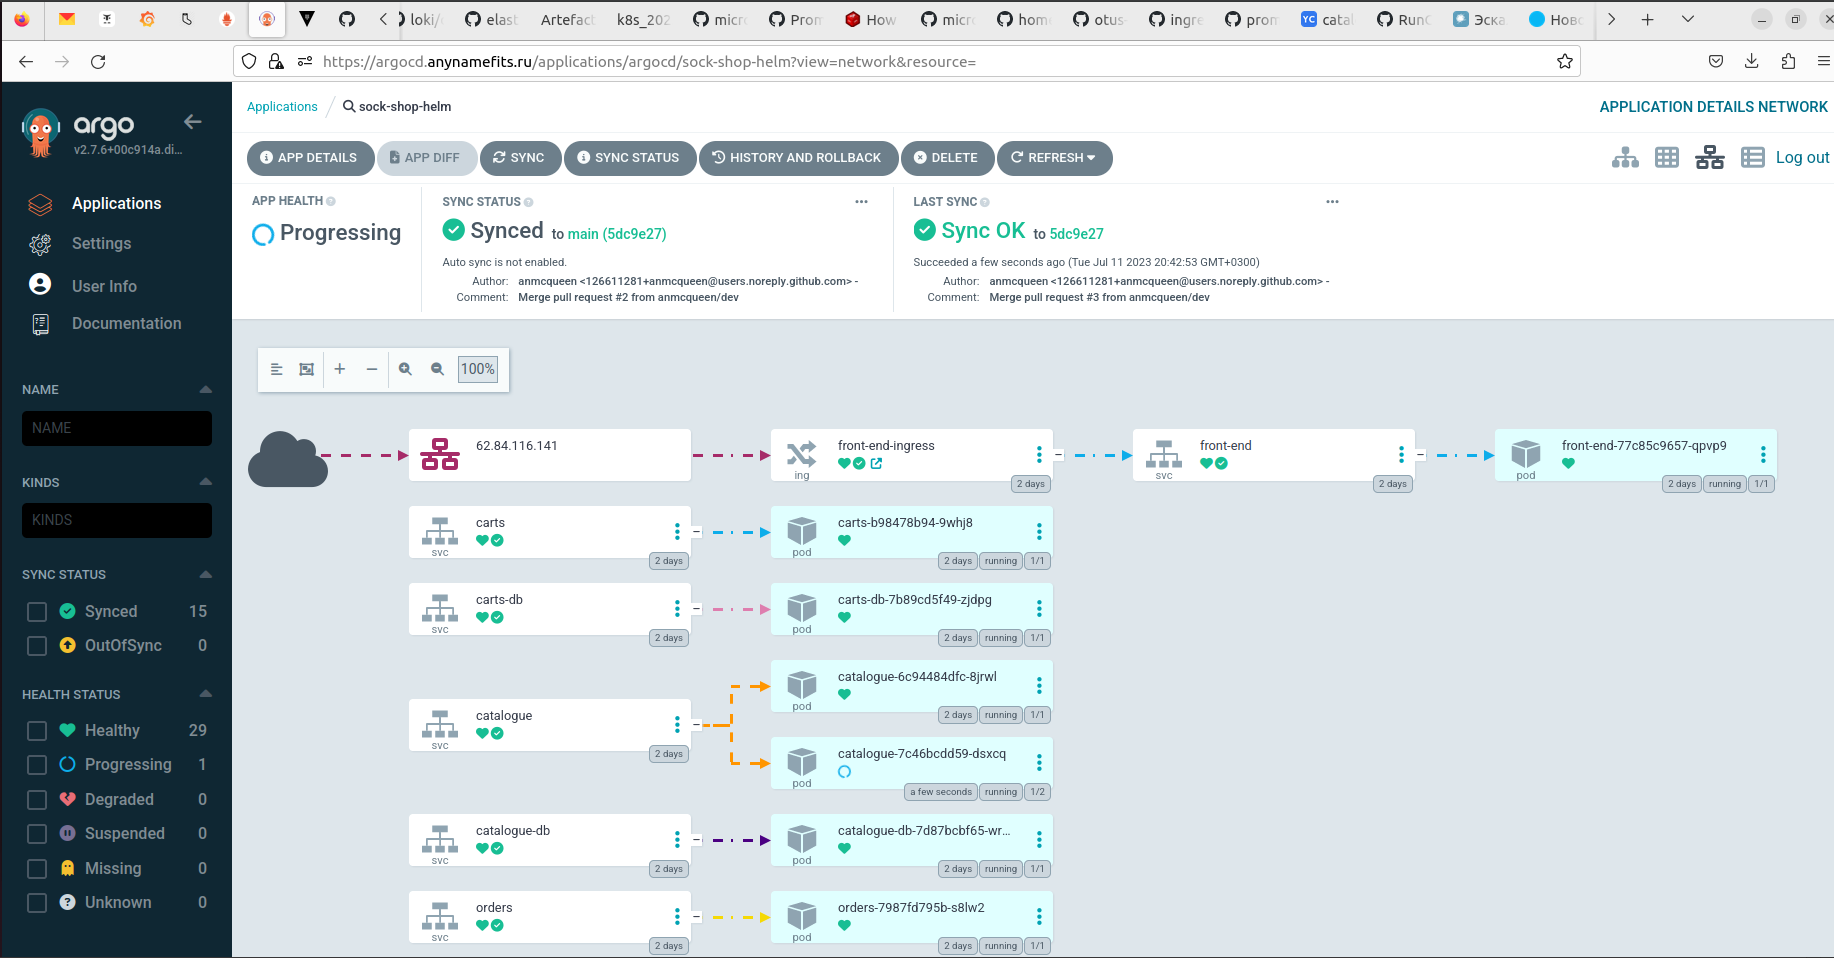 loki/
elast
Artefact
k8s_202
micro
Prom
How
micro
home
otus-
ingre
prom
YC catal
RunC
Эска
Новс
https://argocd.anynamefits.ru/applications/argocd/sock-shop-helm?view=network&resource=
argo
v2.7.6+00c914a.di...
Applications
Settings
User Info
Documentation
NAME
NAME
KINDS
KINDS
SYNC STATUS
Synced 15
OutOfSync 0
HEALTH STATUS
Healthy 29
Progressing 1
Degraded 0
Suspended 0
Missing 0
Unknown 0
Applications / sock-shop-helm
APPLICATION DETAILS NETWORK
APP DETAILS
APP DIFF
SYNC
SYNC STATUS
HISTORY AND ROLLBACK
DELETE
REFRESH
Log out
APP HEALTH
Progressing
SYNC STATUS
Synced to main (5dc9e27)
Auto sync is not enabled.
Author: anmcqueen <126611281+anmcqueen@users.noreply.github.com> -
Comment: Merge pull request #2 from anmcqueen/dev
LAST SYNC
Sync OK to 5dc9e27
Succeeded a few seconds ago (Tue Jul 11 2023 20:42:53 GMT+0300)
Author: anmcqueen <126611281+anmcqueen@users.noreply.github.com> -
Comment: Merge pull request #3 from anmcqueen/dev
100%
62.84.116.141
front-end-ingress
ing
2 days
front-end
svc
2 days
front-end-77c85c9657-qpvp9
pod
2 days running 1/1
carts
svc
2 days
carts-b98478b94-9whj8
pod
2 days running 1/1
carts-db
svc
2 days
carts-db-7b89cd5f49-zjdpg
pod
2 days running 1/1
catalogue
svc
2 days
catalogue-6c94484dfc-8jrwl
pod
2 days running 1/1
catalogue-7c46bcdd59-dsxcq
pod
a few seconds running 1/2
catalogue-db
svc
2 days
catalogue-db-7d87bcbf65-wr...
pod
2 days running 1/1
orders
svc
2 days
orders-7987fd795b-s8lw2
pod
2 days running 1/1